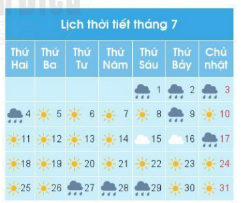 Lịch thời tiết tháng 7
Thứ Hai Thứ Ba Thứ Tư Thứ Năm Thứ Sáu Thứ Bảy Chủ nhật
1 2 3
4 5 6 7 8 9 10
11 12 13 14 15 16 17
18 19 20 21 22 23 24
25 26 27 28 29 30 31